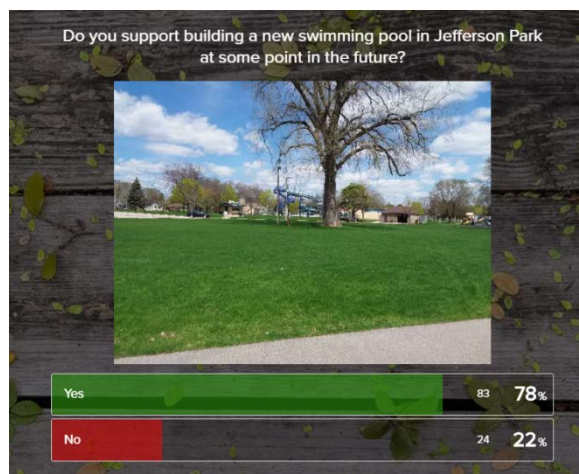 Do you support building a new swimming pool in Jefferson Park
at some point in the future?
Yes 83 78%
No 24 22%